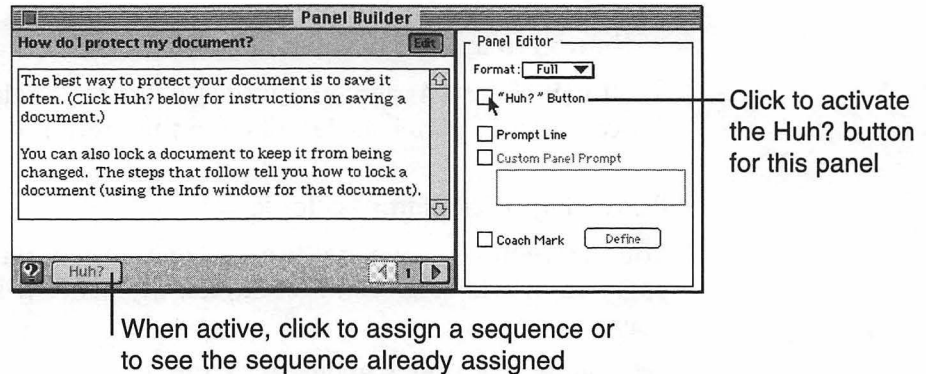 Panel Builder
How do I protect my document?
Edit
The best way to protect your document is to save it
often. (Click Huh? below for instructions on saving a
document.)
You can also lock a document to keep it from being
changed. The steps that follow tell you how to lock a
document (using the Info window for that document).
?
Huh?
1
Panel Editor
Format: Full
"Huh?" Button
Prompt Line
Custom Panel Prompt
Coach Mark
Define
Click to activate
the Huh? button
for this panel
When active, click to assign a sequence or
to see the sequence already assigned